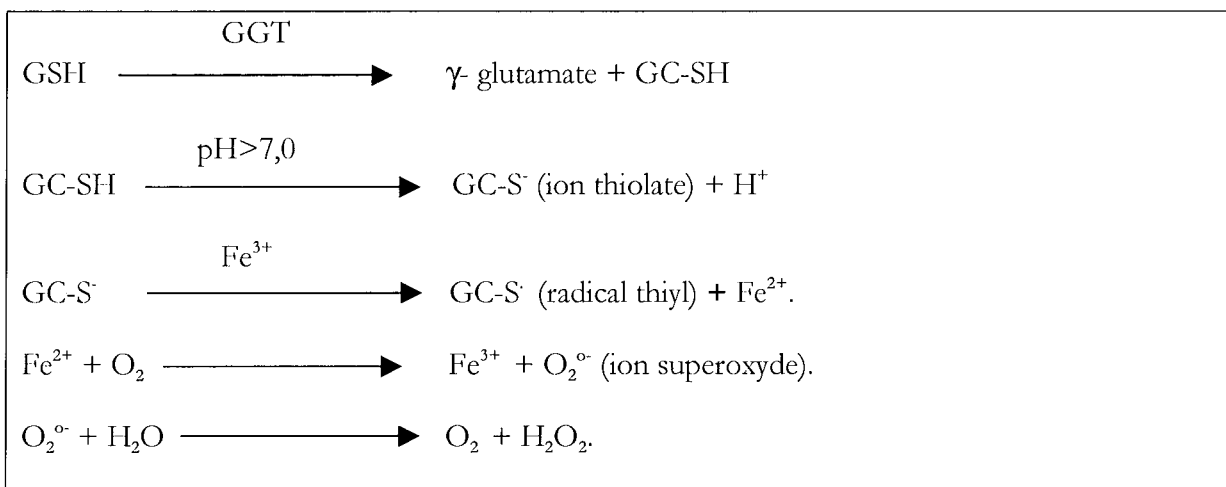 GGT
GSH ⟶ γ- glutamate + GC-SH
pH>7,0
GC-SH ⟶ GC-S⁻ (ion thiolate) + H⁺
Fe³⁺
GC-S⁻ ⟶ GC-S· (radical thiyl) + Fe²⁺.
Fe²⁺ + O₂ ⟶ Fe³⁺ + O₂°⁻ (ion superoxyde).
O₂°⁻ + H₂O ⟶ O₂ + H₂O₂.